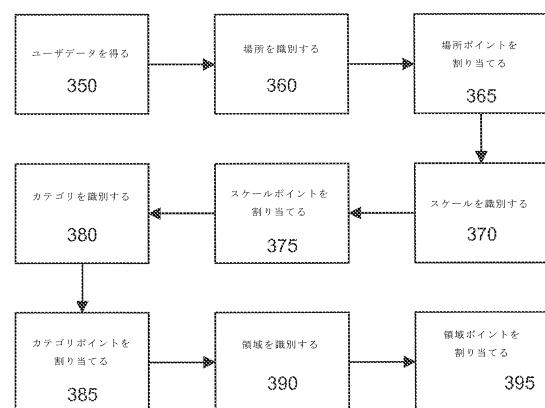 ユーザデータを得る
350
場所を識別する
360
場所ポイントを
割り当てる
365
スケールを識別する
370
スケールポイントを
割り当てる
375
カテゴリを識別する
380
カテゴリポイントを
割り当てる
385
領域を識別する
390
領域ポイントを
割り当てる
395